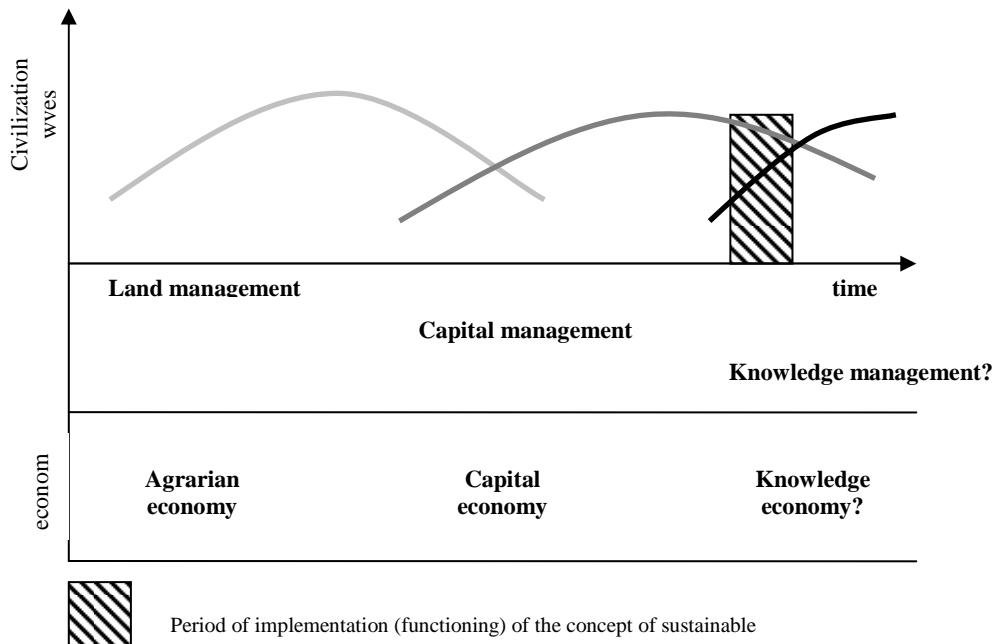 Civilization
wves
Land management
time
Capital management
Knowledge management?
econom
Agrarian
economy
Capital
economy
Knowledge
economy?
Period of implementation (functioning) of the concept of sustainable